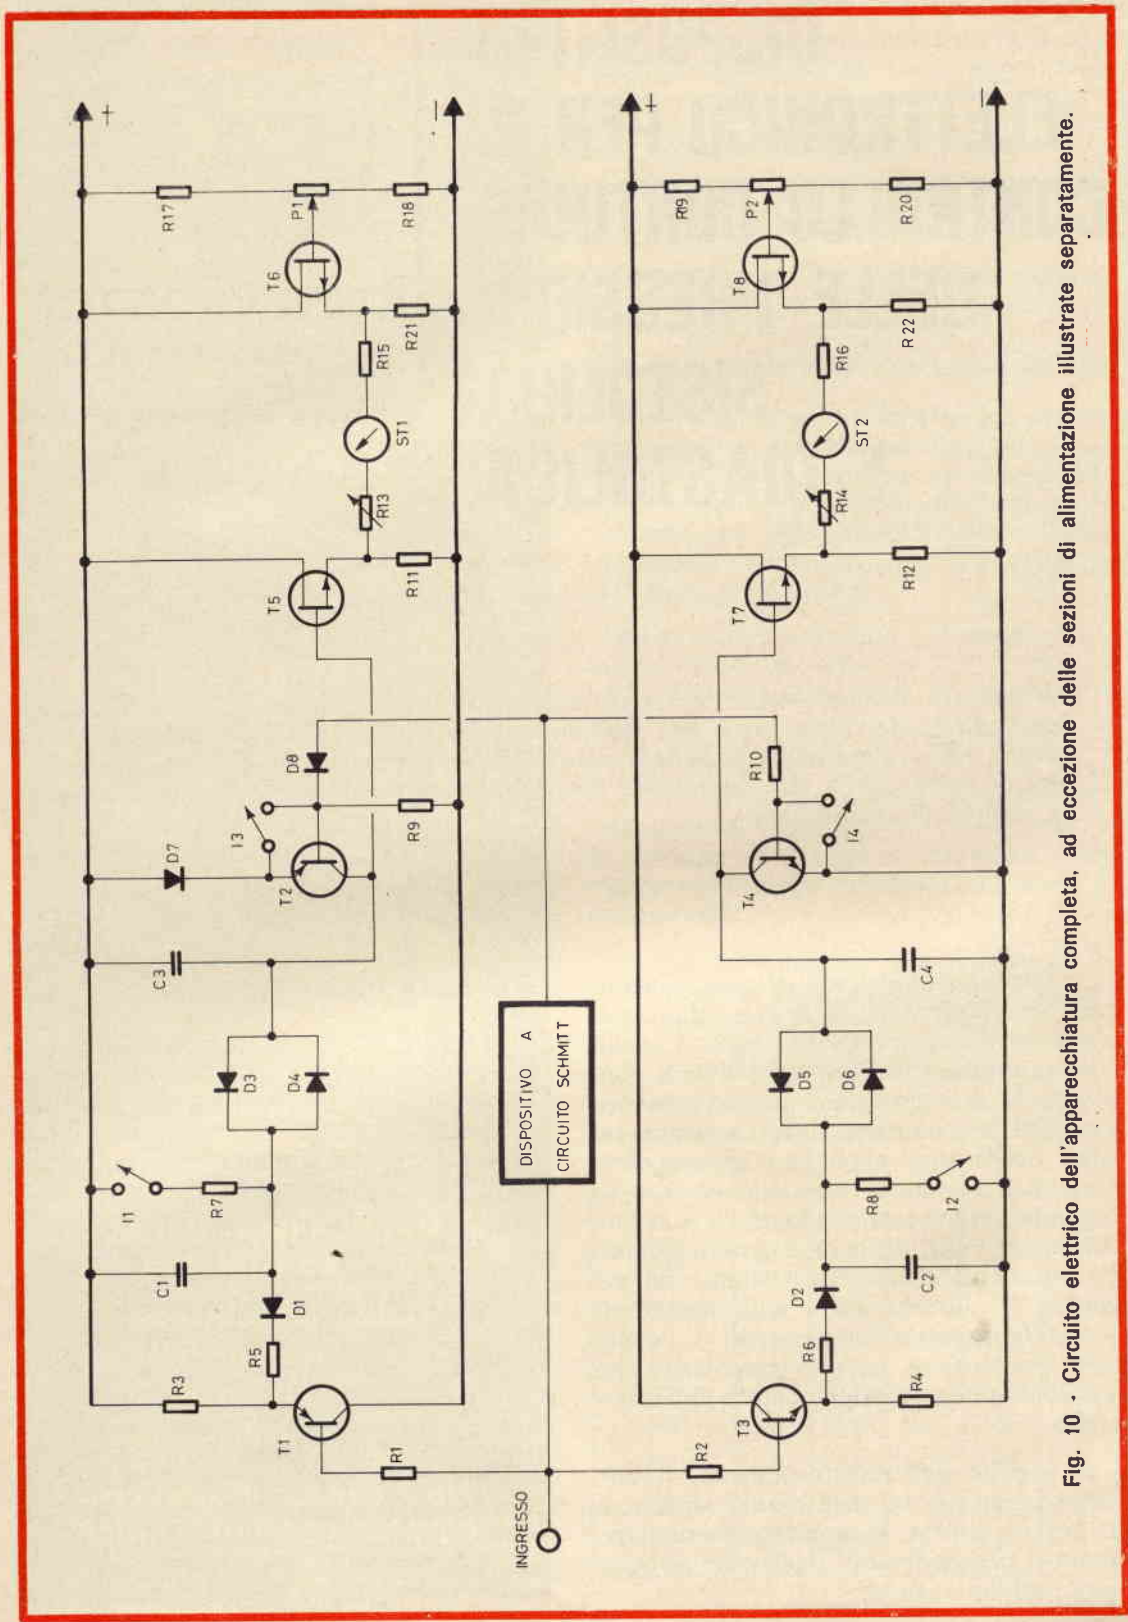 +
I1
C3
R3
C1
D7
R17
R7
I3
R5
D3
T1
D1
D4
T2
D8
T5
T6
P1
R1
R13
R15
ST1
R9
R11
R21
R18
−
INGRESSO
DISPOSITIVO A
CIRCUITO SCHMITT
+
R19
R2
T3
T4
R10
T7
T8
P2
R6
D2
D5
D6
I4
R14
R16
ST2
R4
C2
R8
I2
C4
R12
R22
R20
−
Fig. 10 - Circuito elettrico dell'apparecchiatura completa, ad eccezione delle sezioni di alimentazione illustrate separatamente.